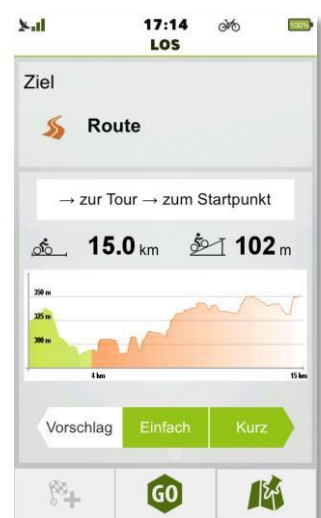 17:14
100%
LOS
Ziel
Route
→ zur Tour → zum Startpunkt
15.0 km 102 m
350 m
325 m
300 m
4 km 15 km
Vorschlag Einfach Kurz
GO